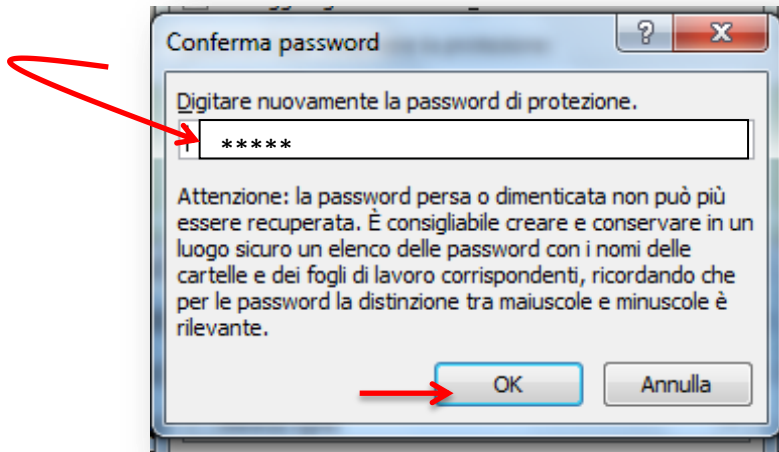 Conferma password
Digitare nuovamente la password di protezione.
*****
Attenzione: la password persa o dimenticata non può più
essere recuperata. È consigliabile creare e conservare in un
luogo sicuro un elenco delle password con i nomi delle
cartelle e dei fogli di lavoro corrispondenti, ricordando che
per le password la distinzione tra maiuscole e minuscole è
rilevante.
OK Annulla